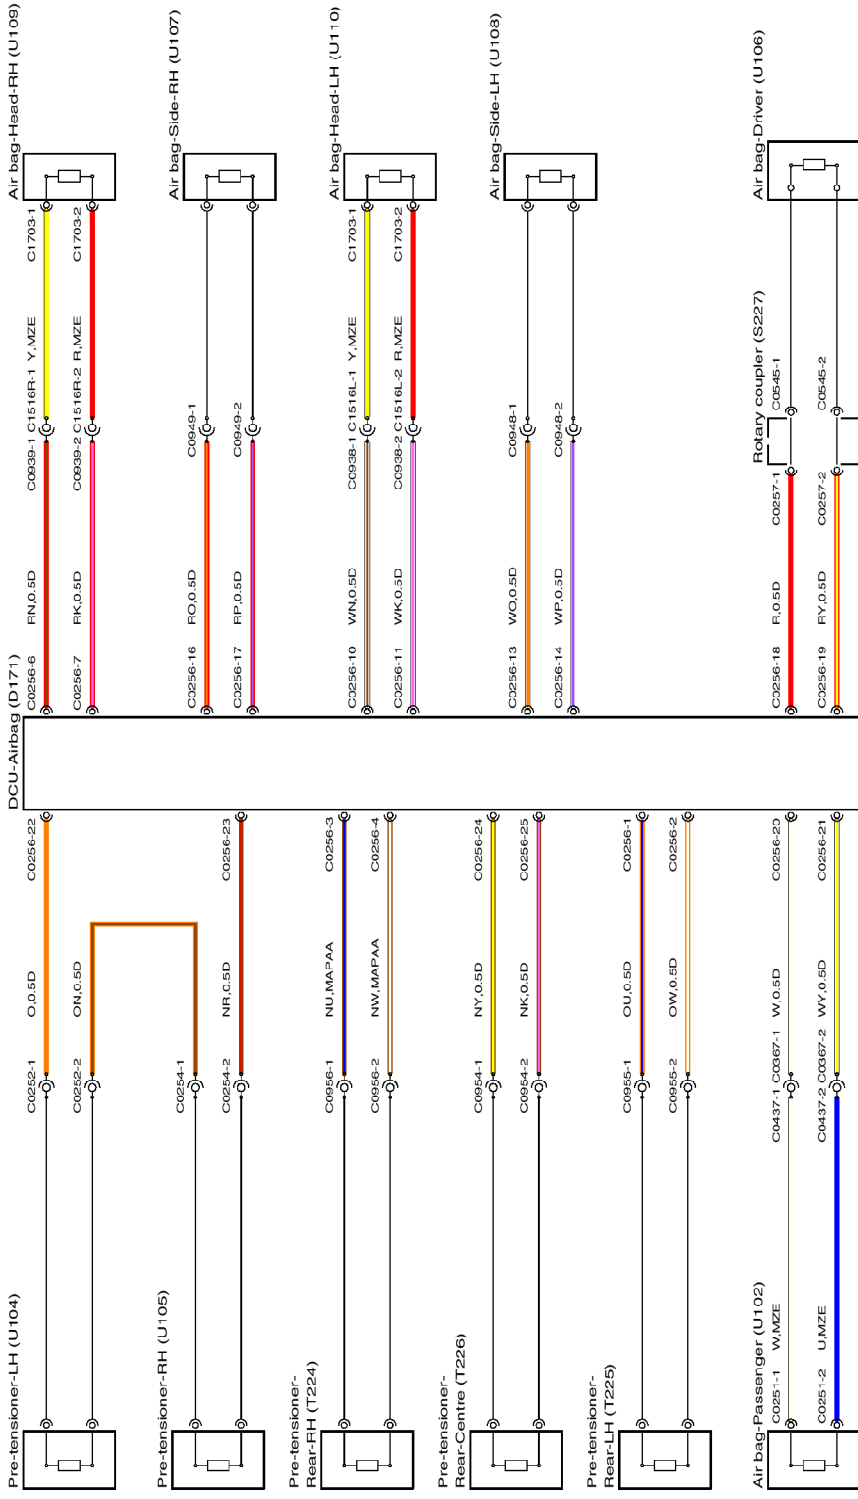 Air bag-Head-RH (U109)
C1703-1
C1703-2
Y,MZE
R,MZE
C1516R-1
C1516R-2
C0939-1
C0939-2
RN,0.5D
RK,0.5D
C0256-6
C0256-7
Air bag-Side-RH (U107)
C0949-1
C0949-2
RO,0.5D
RP,0.5D
C0256-16
C0256-17
Air bag-Head-LH (U110)
C1703-1
C1703-2
Y,MZE
R,MZE
C1516L-1
C1516L-2
C0938-1
C0938-2
WN,0.5D
WK,0.5D
C0256-10
C0256-11
Air bag-Side-LH (U108)
C0948-1
C0948-2
WO,0.5D
WP,0.5D
C0256-13
C0256-14
Air bag-Driver (U106)
Rotary coupler (S227)
C0545-1
C0545-2
C0257-1
C0257-2
R,0.5D
RY,0.5D
C0256-18
C0256-19
DCU-Airbag (D171)
C0256-22
O,0.5D
ON,0.5D
C0252-1
C0252-2
Pre-tensioner-LH (U104)
C0256-23
NR,0.5D
C0254-1
C0254-2
Pre-tensioner-RH (U105)
C0256-3
C0256-4
NU,MAPAA
NW,MAPAA
C0956-1
C0956-2
Pre-tensioner-
Rear-RH (T224)
C0256-24
C0256-25
NY,0.5D
NK,0.5D
C0954-1
C0954-2
Pre-tensioner-
Rear-Centre (T226)
C0256-1
C0256-2
OU,0.5D
OW,0.5D
C0955-1
C0955-2
Pre-tensioner-
Rear-LH (T225)
C0256-20
C0256-21
W,0.5D
WY,0.5D
C0367-1
C0367-2
C0437-1
C0437-2
W,MZE
U,MZE
C0251-1
C0251-2
Air bag-Passenger (U102)